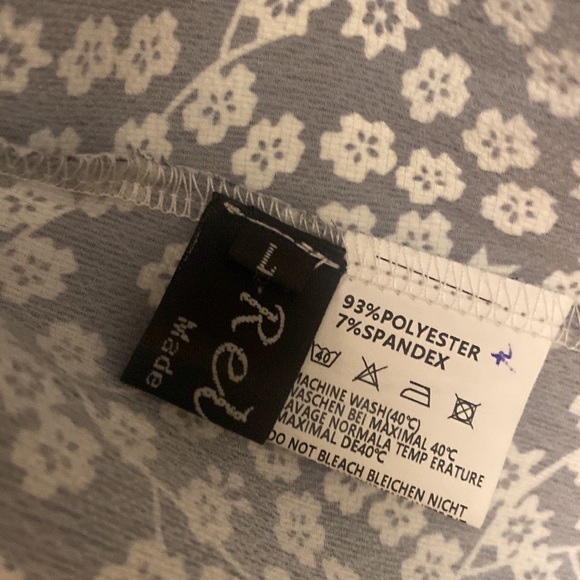 L
Made
93%POLYESTER
7%SPANDEX
40
MACHINE WASH(40°C)
WASCHEN BEI MAXIMAL 40°C
LAVAGE NORMALA TEMP ERATURE
MAXIMAL DE40°C
DO NOT BLEACH BLEICHEN NICHT